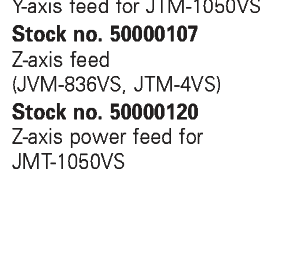 Y-axis feed for JTM-1050VS
Stock no. 50000107
Z-axis feed
(JVM-836VS, JTM-4VS)
Stock no. 50000120
Z-axis power feed for
JMT-1050VS